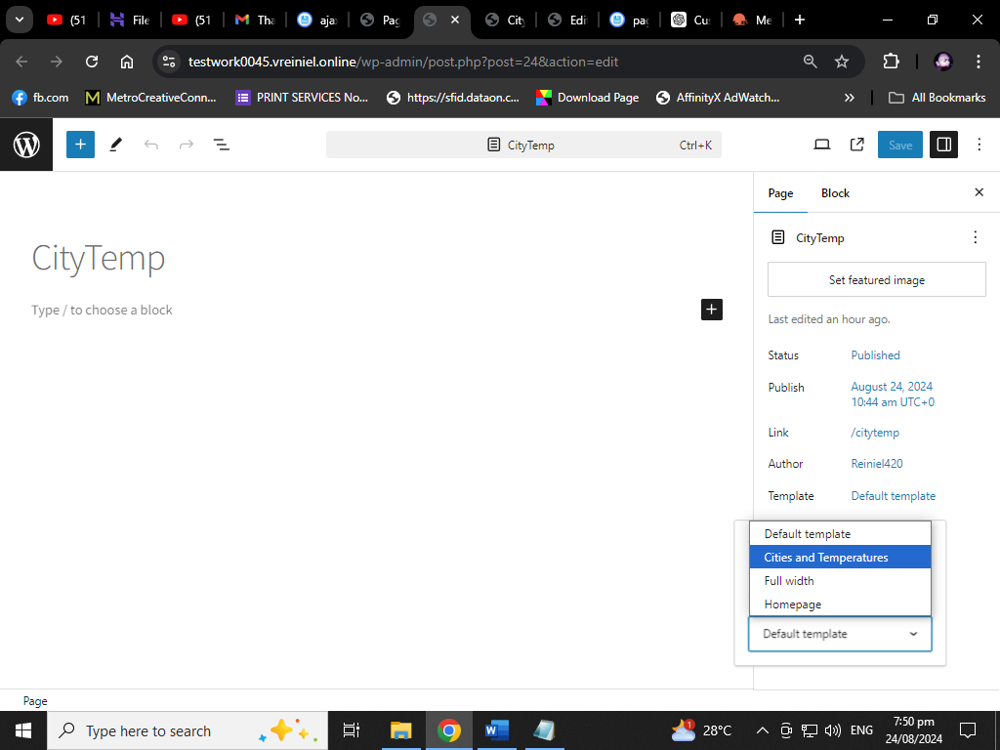 (51
File
(51
Tha
aja
Pag
City
Edi
pag
Cus
Me
testwork0045.vreiniel.online/wp-admin/post.php?post=24&action=edit
fb.com
MetroCreativeConn...
PRINT SERVICES No...
https://sfid.dataon.c...
Download Page
AffinityX AdWatch...
All Bookmarks
CityTemp
Ctrl+K
Save
Page
Block
CityTemp
CityTemp
Set featured image
Type / to choose a block
Last edited an hour ago.
Status
Published
Publish
August 24, 2024
10:44 am UTC+0
Link
/citytemp
Author
Reiniel420
Template
Default template
Default template
Cities and Temperatures
Full width
Homepage
Default template
Page
Type here to search
1
28°C
ENG
7:50 pm
24/08/2024